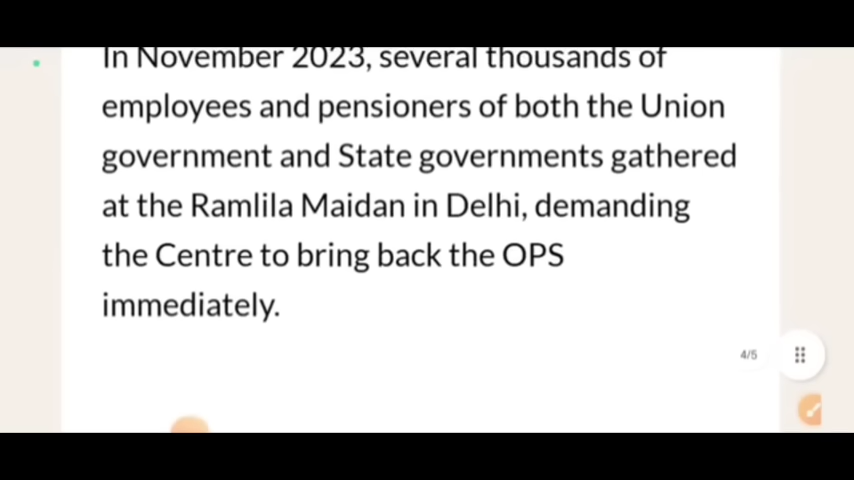 In November 2023, several thousands of
employees and pensioners of both the Union
government and State governments gathered
at the Ramlila Maidan in Delhi, demanding
the Centre to bring back the OPS
immediately.
4/5